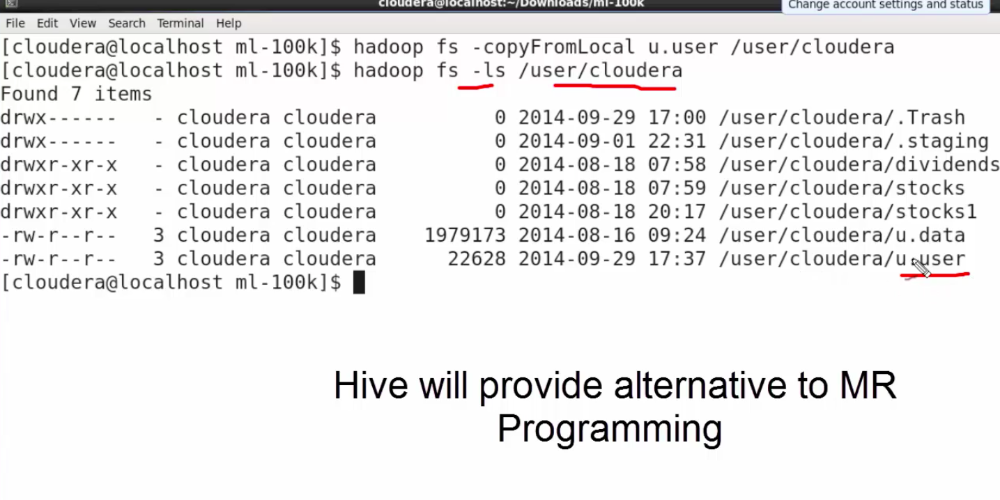 cloudera@localhost:~/Downloads/ml-100k
Change account settings and status
File Edit View Search Terminal Help
[cloudera@localhost ml-100k]$ hadoop fs -copyFromLocal u.user /user/cloudera
[cloudera@localhost ml-100k]$ hadoop fs -ls /user/cloudera
Found 7 items
drwx------ - cloudera cloudera 0 2014-09-29 17:00 /user/cloudera/.Trash
drwx------ - cloudera cloudera 0 2014-09-01 22:31 /user/cloudera/.staging
drwxr-xr-x - cloudera cloudera 0 2014-08-18 07:58 /user/cloudera/dividends
drwxr-xr-x - cloudera cloudera 0 2014-08-18 07:59 /user/cloudera/stocks
drwxr-xr-x - cloudera cloudera 0 2014-08-18 20:17 /user/cloudera/stocks1
-rw-r--r-- 3 cloudera cloudera 1979173 2014-08-16 09:24 /user/cloudera/u.data
-rw-r--r-- 3 cloudera cloudera 22628 2014-09-29 17:37 /user/cloudera/u.user
[cloudera@localhost ml-100k]$
Hive will provide alternative to MR
Programming